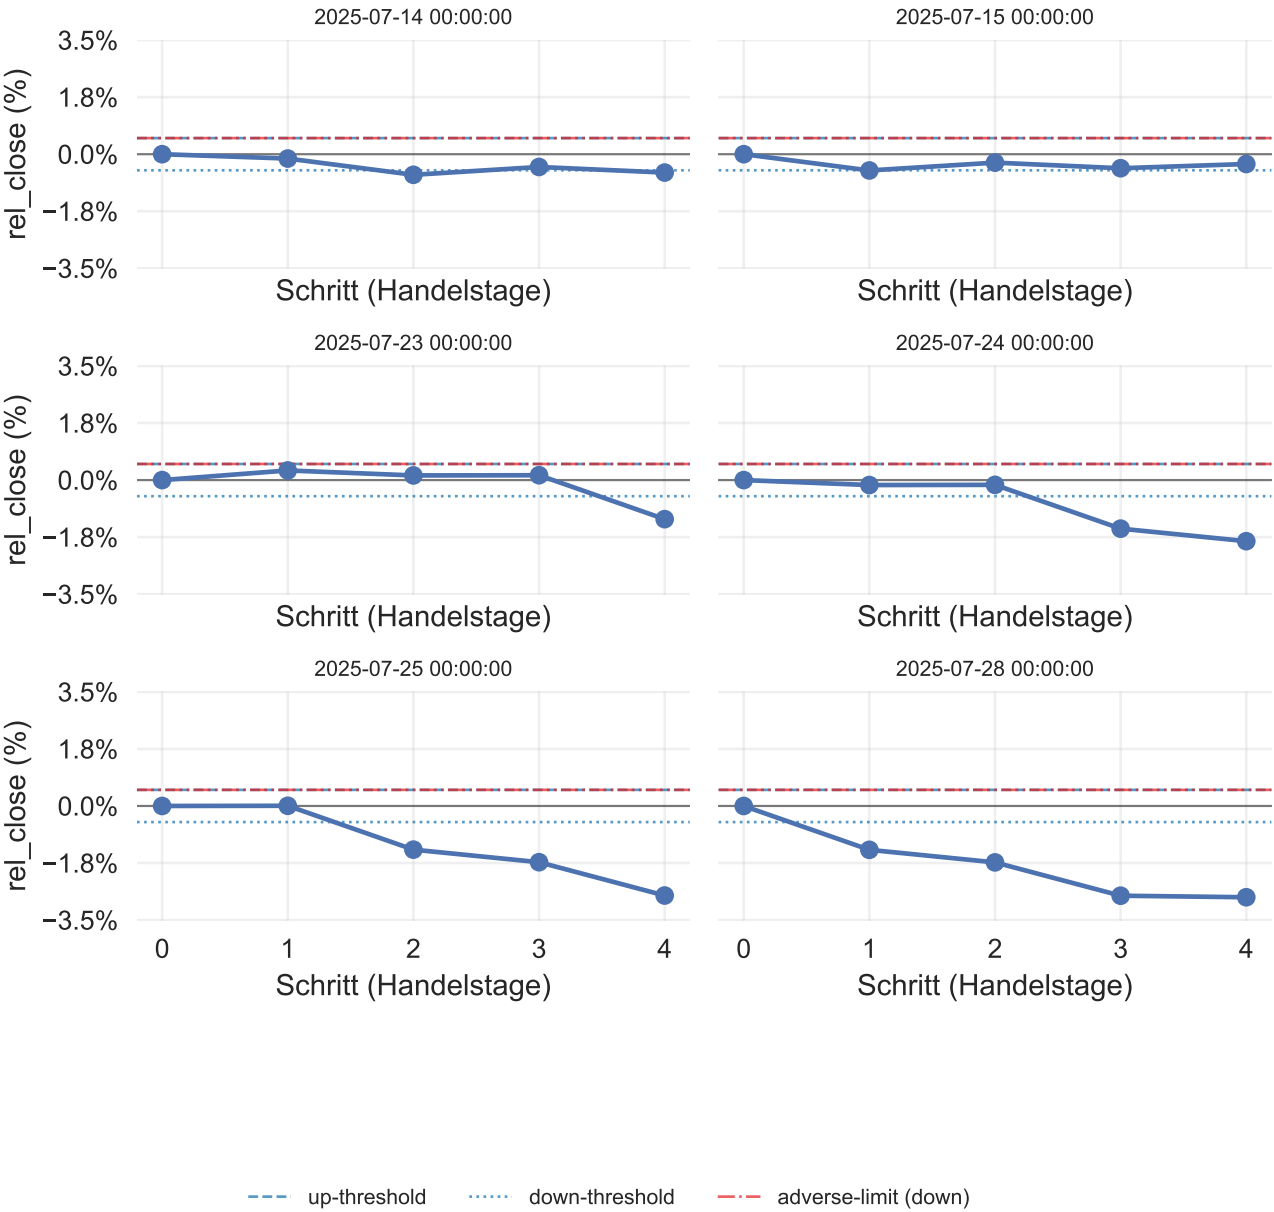 2025-07-14 00:00:00
2025-07-15 00:00:00
3.5%
1.8%
0.0%
−1.8%
−3.5%
rel_close (%)
Schritt (Handelstage)
Schritt (Handelstage)
2025-07-23 00:00:00
2025-07-24 00:00:00
3.5%
1.8%
0.0%
−1.8%
−3.5%
rel_close (%)
Schritt (Handelstage)
Schritt (Handelstage)
2025-07-25 00:00:00
2025-07-28 00:00:00
3.5%
1.8%
0.0%
−1.8%
−3.5%
rel_close (%)
0 1 2 3 4
0 1 2 3 4
Schritt (Handelstage)
Schritt (Handelstage)
up-threshold down-threshold adverse-limit (down)